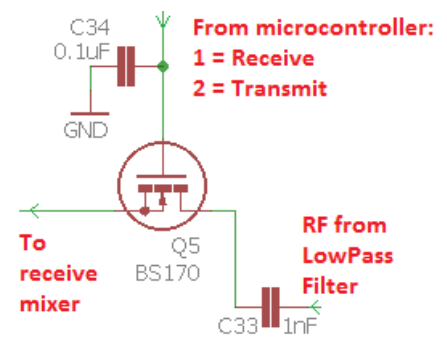 C34
0.1uF
From microcontroller:
1 = Receive
2 = Transmit
GND
To
receive
mixer
Q5
BS170
RF from
LowPass
Filter
C33
1nF